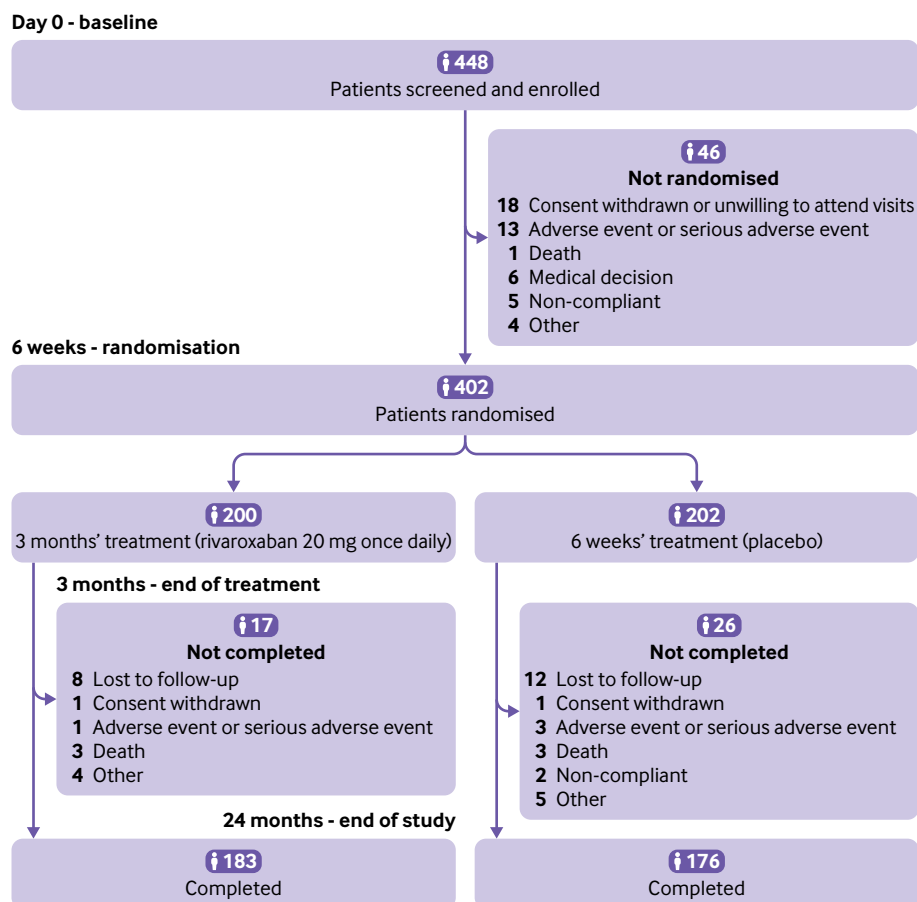 Day 0 - baseline
448
Patients screened and enrolled
46
Not randomised
18 Consent withdrawn or unwilling to attend visits
13 Adverse event or serious adverse event
1 Death
6 Medical decision
5 Non-compliant
4 Other
6 weeks - randomisation
402
Patients randomised
200
3 months' treatment (rivaroxaban 20 mg once daily)
202
6 weeks' treatment (placebo)
3 months - end of treatment
17
Not completed
8 Lost to follow-up
1 Consent withdrawn
1 Adverse event or serious adverse event
3 Death
4 Other
26
Not completed
12 Lost to follow-up
1 Consent withdrawn
3 Adverse event or serious adverse event
3 Death
2 Non-compliant
5 Other
24 months - end of study
183
Completed
176
Completed